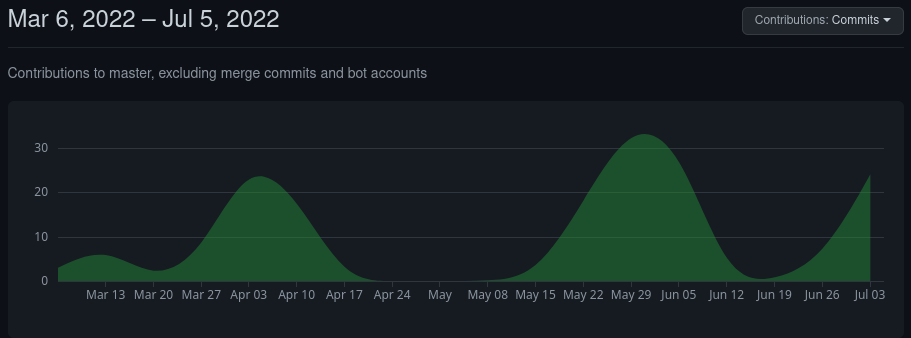 Mar 6, 2022 – Jul 5, 2022
Contributions: Commits
Contributions to master, excluding merge commits and bot accounts
30
20
10
0
Mar 13 Mar 20 Mar 27 Apr 03 Apr 10 Apr 17 Apr 24 May May 08 May 15 May 22 May 29 Jun 05 Jun 12 Jun 19 Jun 26 Jul 03